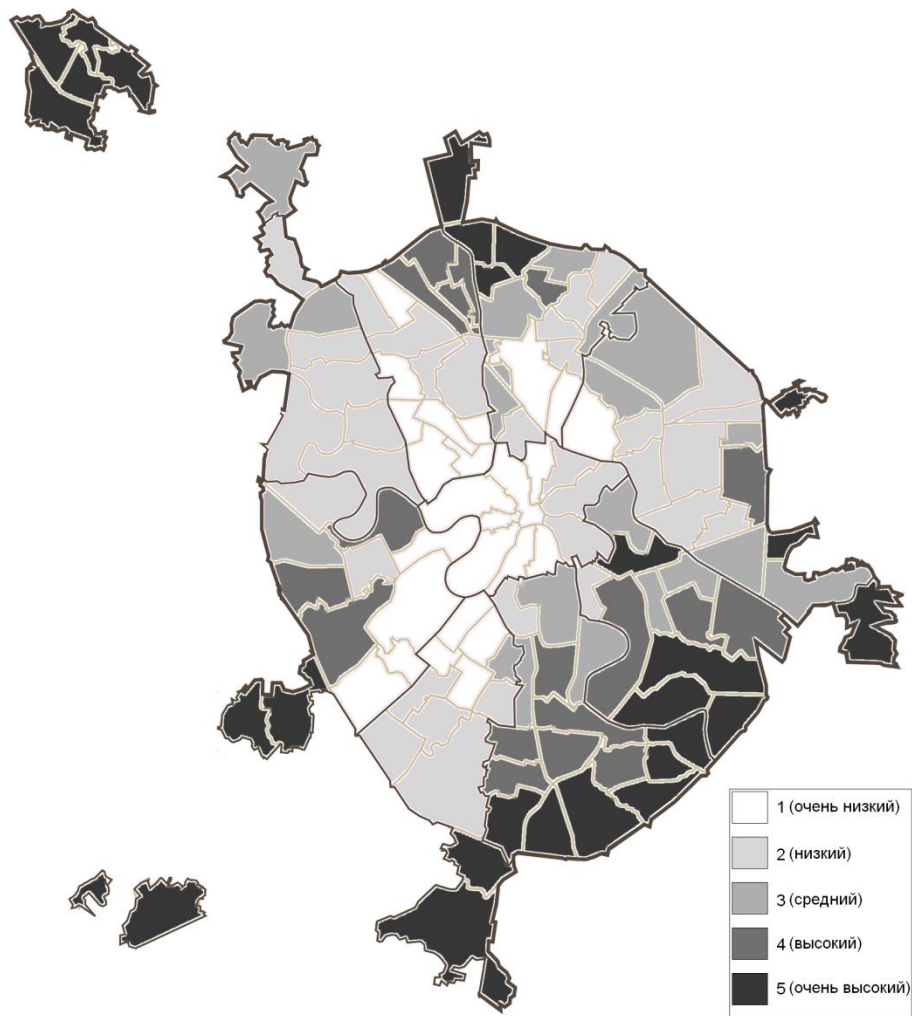 1 (очень низкий)
2 (низкий)
3 (средний)
4 (высокий)
5 (очень высокий)